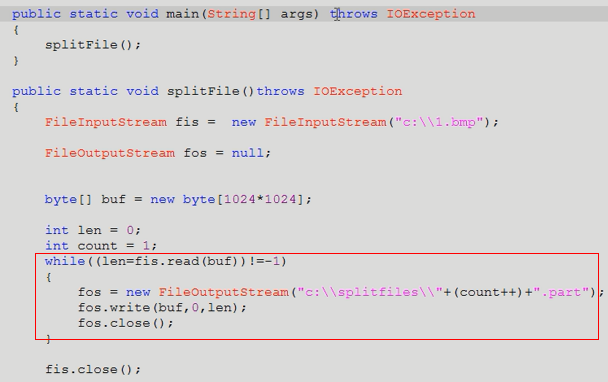 public static void main(String[] args) throws IOException
{
    splitFile();
}
public static void splitFile()throws IOException
{
    FileInputStream fis =  new FileInputStream("c:\\1.bmp");
    FileOutputStream fos = null;
    byte[] buf = new byte[1024*1024];
    int len = 0;
    int count = 1;
    while((len=fis.read(buf))!=-1)
    {
        fos = new FileOutputStream("c:\\splitfiles\\"+(count++)+".part");
        fos.write(buf,0,len);
        fos.close();
    }
    fis.close();